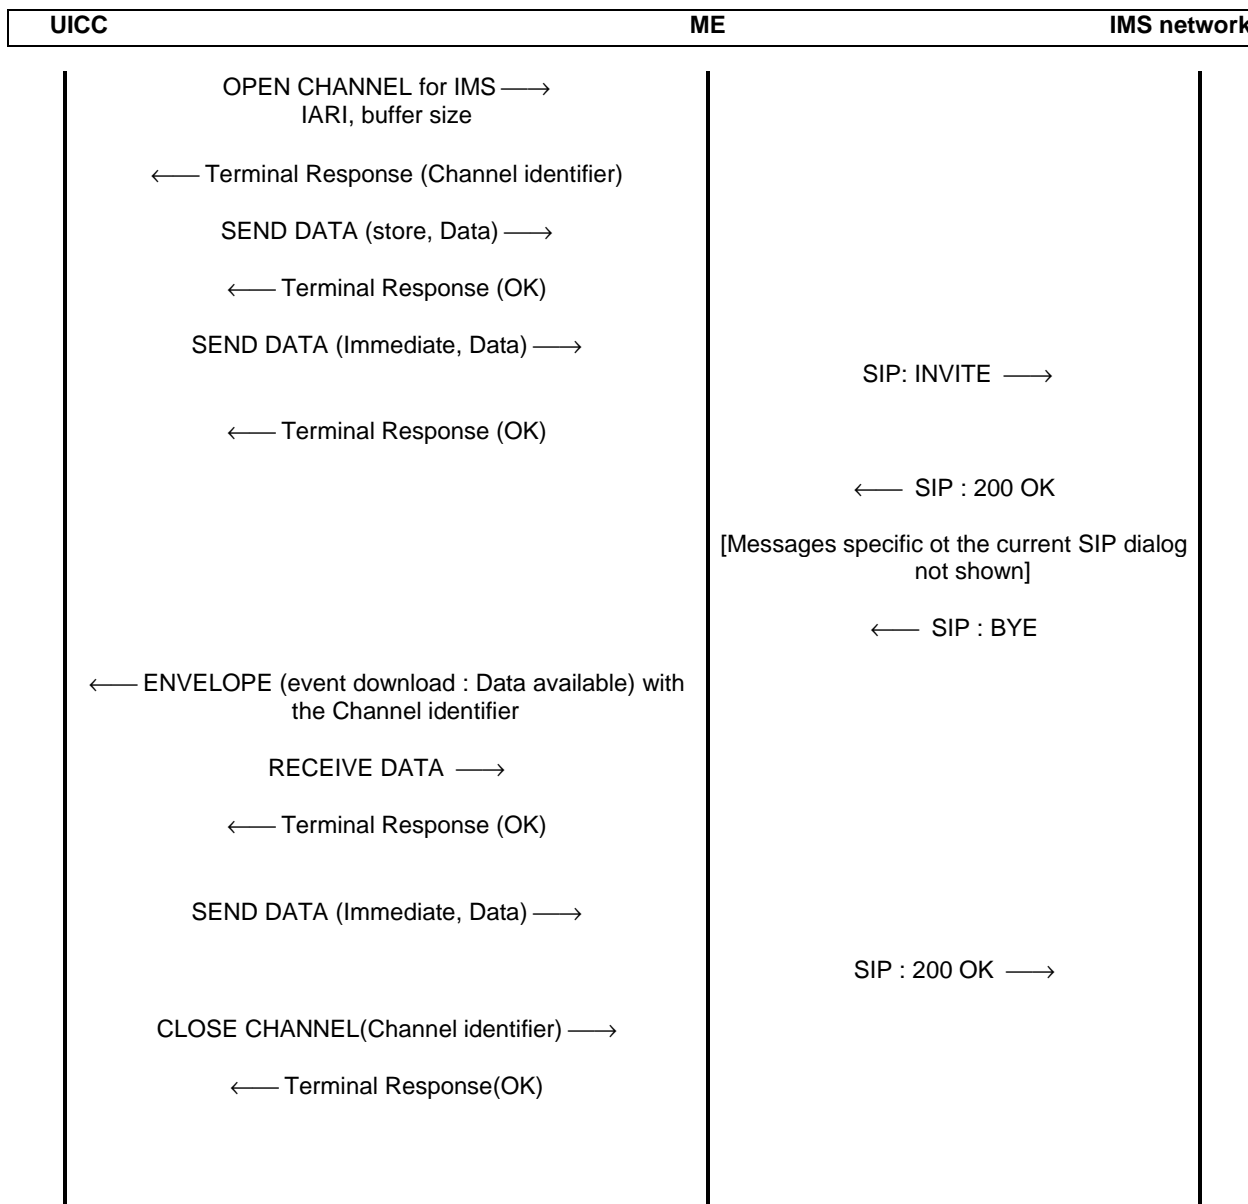 UICC ME IMS network
OPEN CHANNEL for IMS ⟶
IARI, buffer size
⟵ Terminal Response (Channel identifier)
SEND DATA (store, Data) ⟶
⟵ Terminal Response (OK)
SEND DATA (Immediate, Data) ⟶
SIP: INVITE ⟶
⟵ Terminal Response (OK)
⟵ SIP : 200 OK
[Messages specific ot the current SIP dialog
not shown]
⟵ SIP : BYE
⟵ ENVELOPE (event download : Data available) with
the Channel identifier
RECEIVE DATA ⟶
⟵ Terminal Response (OK)
SEND DATA (Immediate, Data) ⟶
SIP : 200 OK ⟶
CLOSE CHANNEL(Channel identifier) ⟶
⟵ Terminal Response(OK)